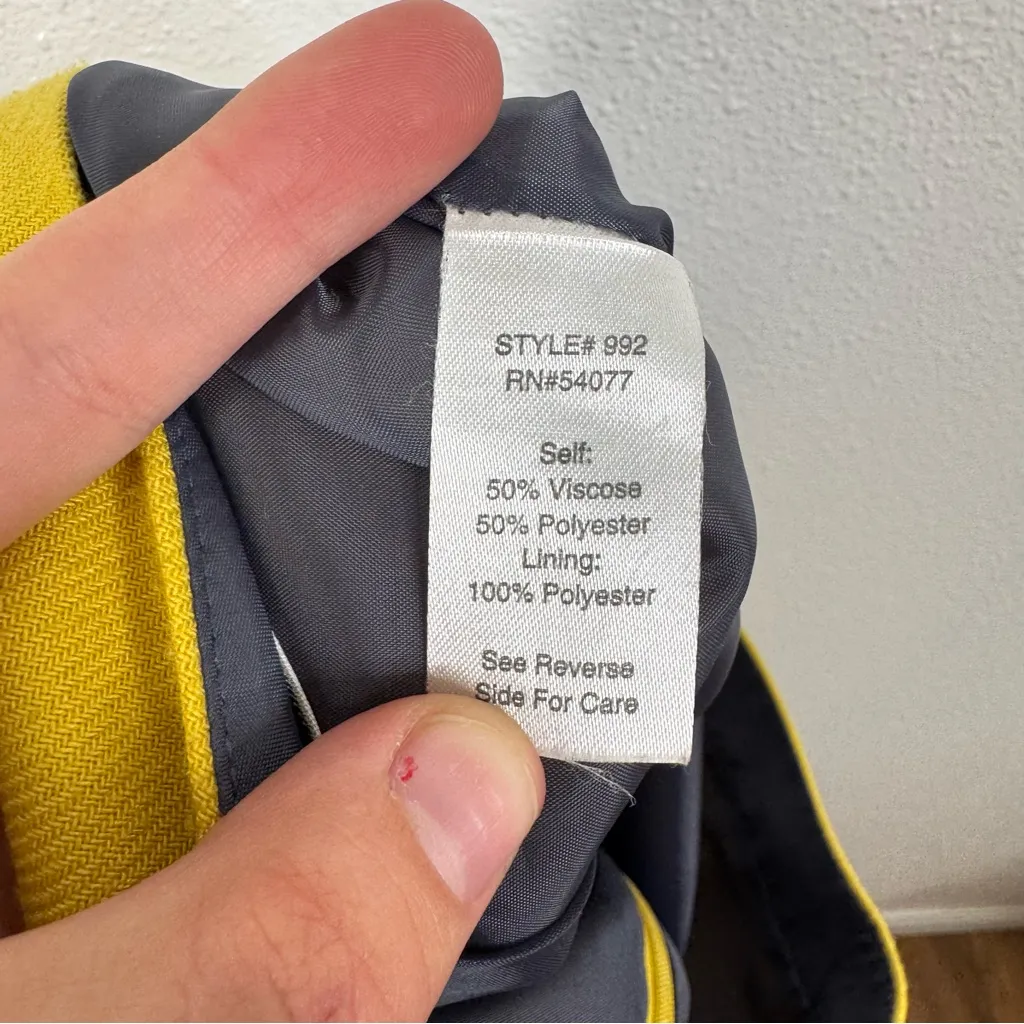 STYLE# 992
RN#54077
Self:
50% Viscose
50% Polyester
Lining:
100% Polyester
See Reverse
Side For Care